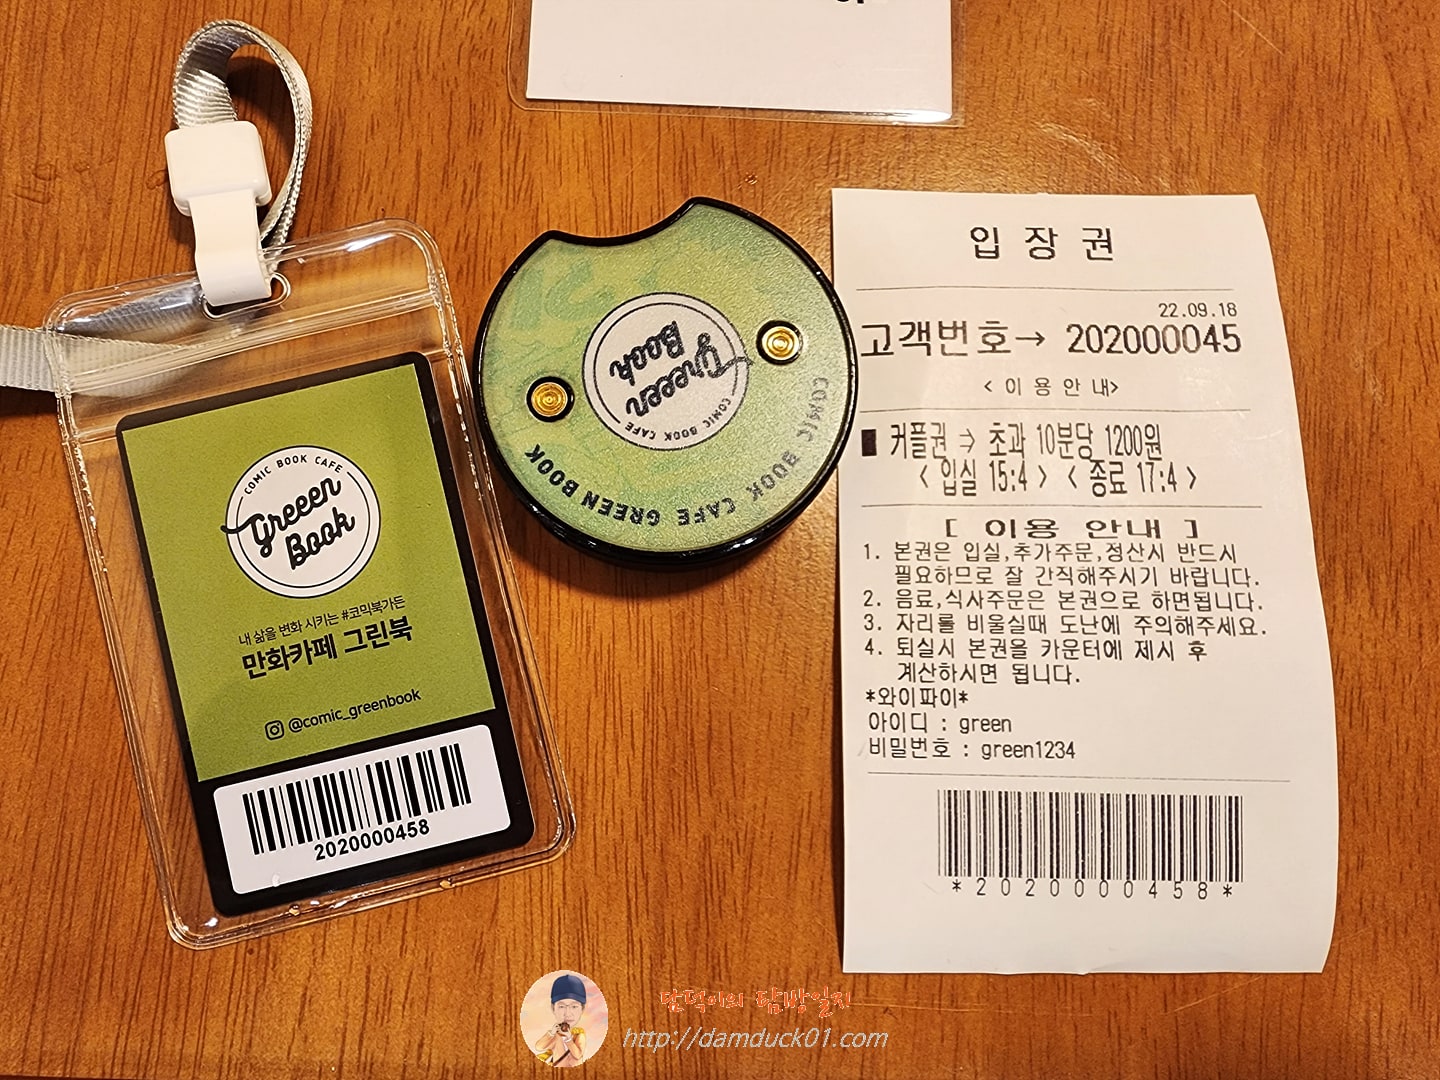 COMIC BOOK CAFE
greeen
Book
내 삶을 변화 시키는 #코믹북가든
만화카페 그린북
@comic_greenbook
2020000458
greeen
Book
COMIC BOOK CAFE
COMIC BOOK CAFE GREEN BOOK
입 장 권
22.09.18
고객번호→ 202000045
< 이 용 안 내>
■ 커플권 ⇒ 초과 10분당 1200원
< 입실 15:4 > < 종료 17:4 >
[ 이용 안내 ]
1. 본권은 입실,추가주문,정산시 반드시
필요하므로 잘 간직해주시기 바랍니다.
2. 음료,식사주문은 본권으로 하면됩니다.
3. 자리를 비울실때 도난에 주의해주세요.
4. 퇴실시 본권을 카운터에 제시 후
계산하시면 됩니다.
*와이파이*
아이디 : green
비밀번호 : green1234
*2020000458*
담덕이의 탐방일지
http://damduck01.com